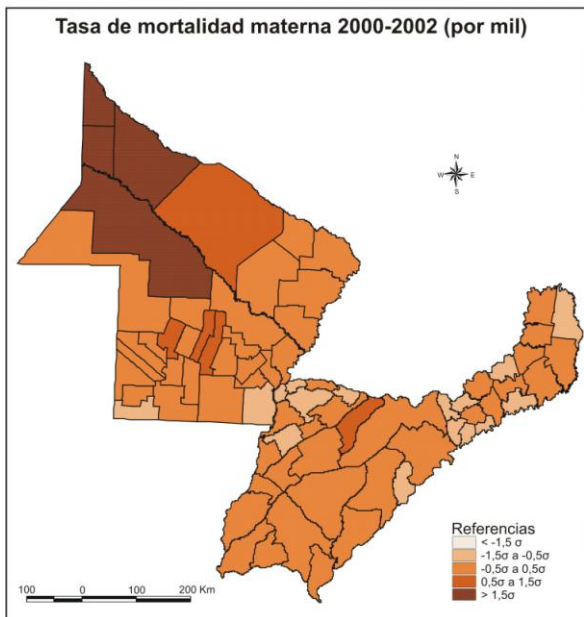 Tasa de mortalidad materna 2000-2002 (por mil)
N
W E
S
Referencias
< -1,5 σ
-1,5σ a -0,5σ
-0,5σ a 0,5σ
0,5σ a 1,5σ
> 1,5σ
100 0 100 200 Km